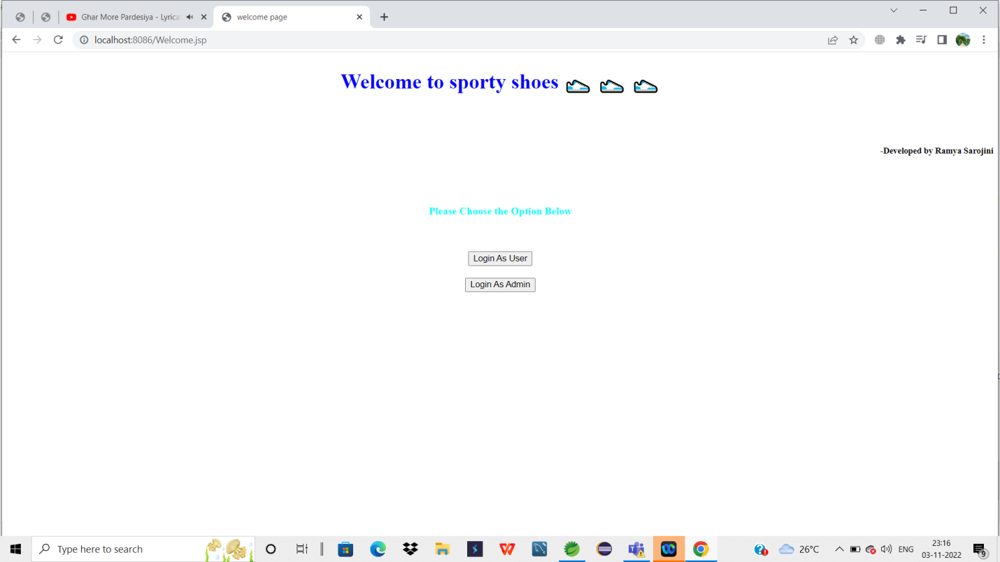 Ghar More Pardesiya - Lyrica
welcome page
localhost:8086/Welcome.jsp
Welcome to sporty shoes
-Developed by Ramya Sarojini
Please Choose the Option Below
Login As User
Login As Admin
Type here to search
26°C
ENG
23:16
03-11-2022
9